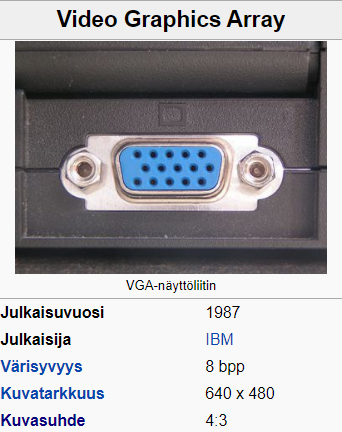 Video Graphics Array
VGA-näyttöliitin
Julkaisuvuosi 1987
Julkaisija IBM
Värisyvyys 8 bpp
Kuvatarkkuus 640 x 480
Kuvasuhde 4:3